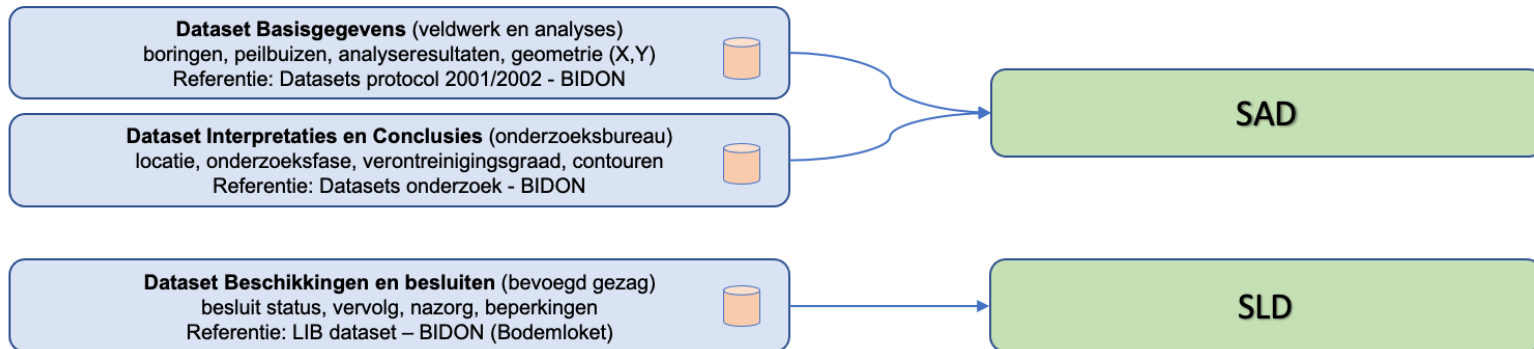 Dataset Basisgegevens (veldwerk en analyses)
boringen, peilbuizen, analyseresultaten, geometrie (X,Y)
Referentie: Datasets protocol 2001/2002 - BIDON
SAD
Dataset Interpretaties en Conclusies (onderzoeksbureau)
locatie, onderzoeksfase, verontreinigingsgraad, contouren
Referentie: Datasets onderzoek - BIDON
Dataset Beschikkingen en besluiten (bevoegd gezag)
besluit status, vervolg, nazorg, beperkingen
Referentie: LIB dataset – BIDON (Bodemloket)
SLD